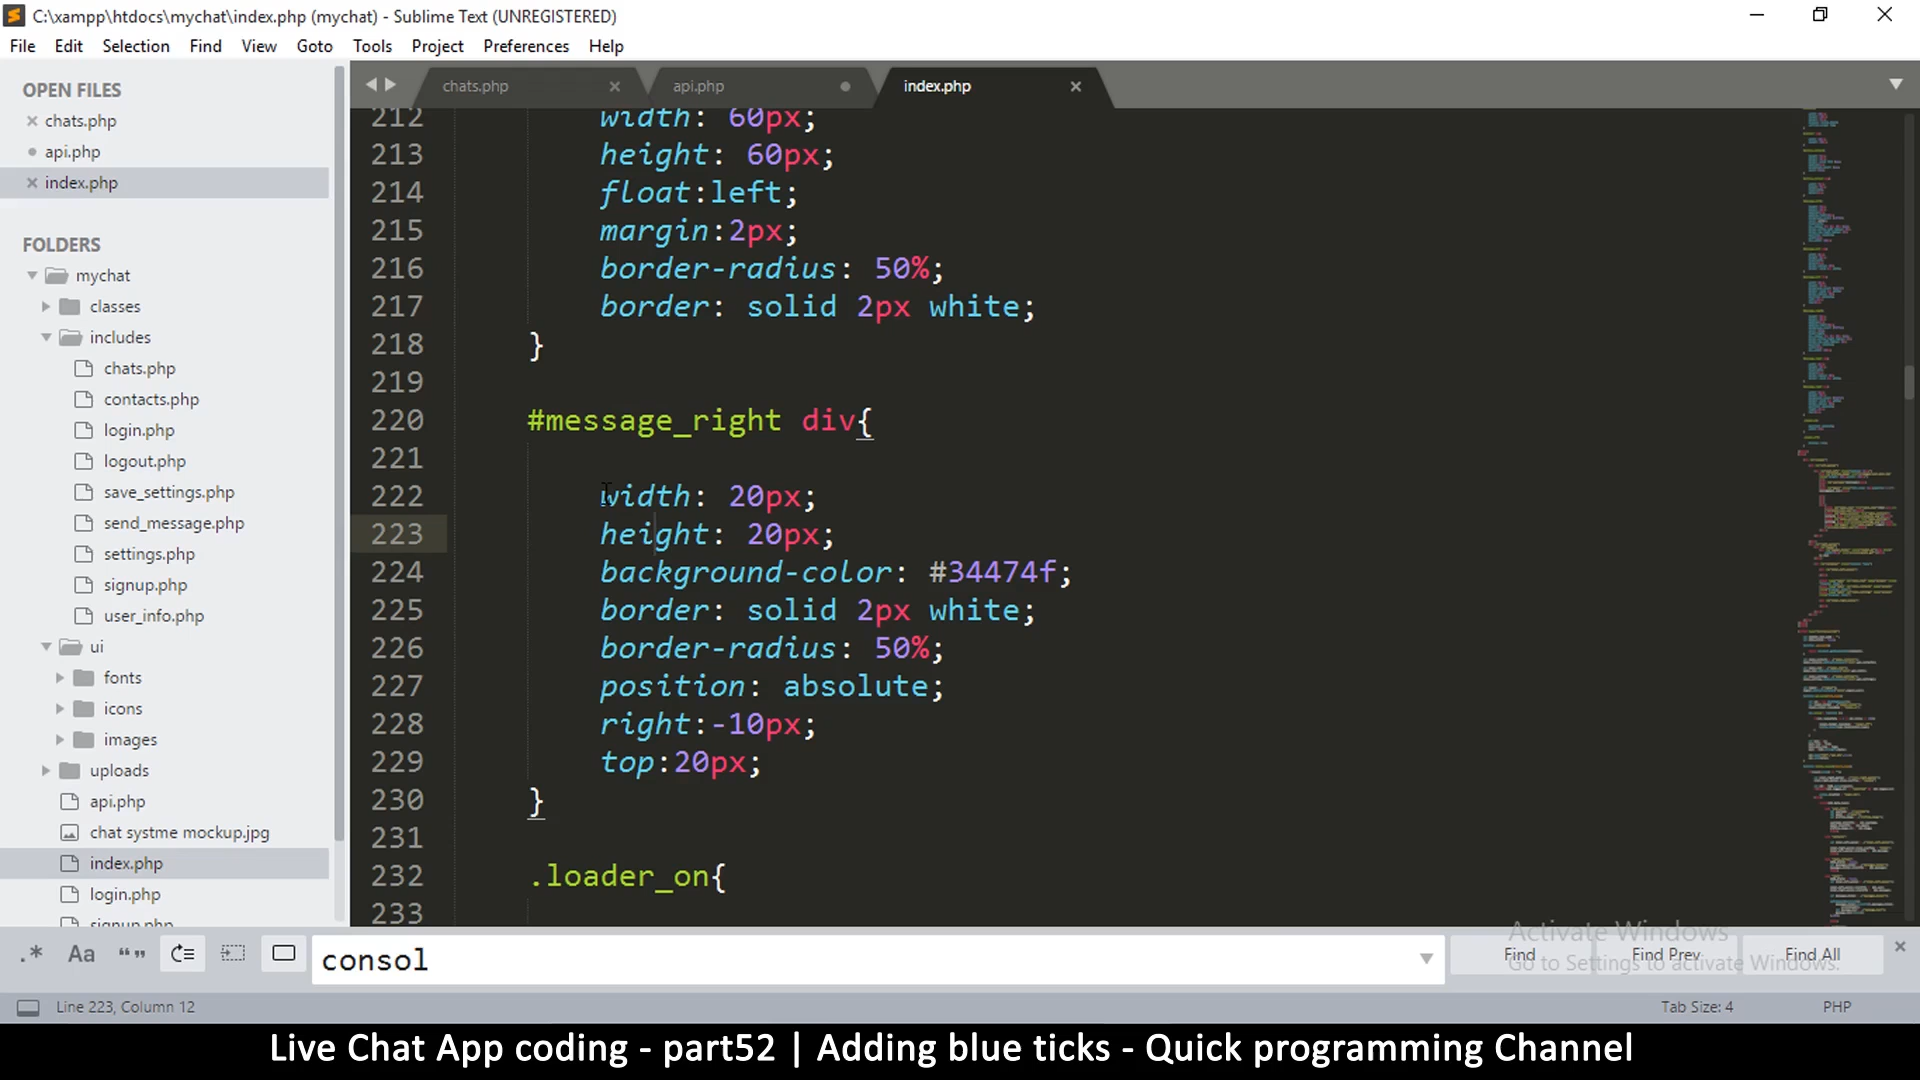 C:\xampp\htdocs\mychat\index.php (mychat) - Sublime Text (UNREGISTERED)
File Edit Selection Find View Goto Tools Project Preferences Help
OPEN FILES
chats.php
api.php
index.php
FOLDERS
mychat
classes
includes
chats.php
contacts.php
login.php
logout.php
save_settings.php
send_message.php
settings.php
signup.php
user_info.php
ui
fonts
icons
images
uploads
api.php
chat systme mockup.jpg
index.php
login.php
signup.php
chats.php api.php index.php
212 width: 60px;
213 height: 60px;
214 float:left;
215 margin:2px;
216 border-radius: 50%;
217 border: solid 2px white;
218 }
219
220 #message_right div{
221
222 width: 20px;
223 height: 20px;
224 background-color: #34474f;
225 border: solid 2px white;
226 border-radius: 50%;
227 position: absolute;
228 right:-10px;
229 top:20px;
230 }
231
232 .loader_on{
233
Activate Windows
Go to Settings to activate Windows.
.* Aa “” consol Find Find Prev Find All
Line 223, Column 12 Tab Size: 4 PHP
Live Chat App coding - part52 | Adding blue ticks - Quick programming Channel